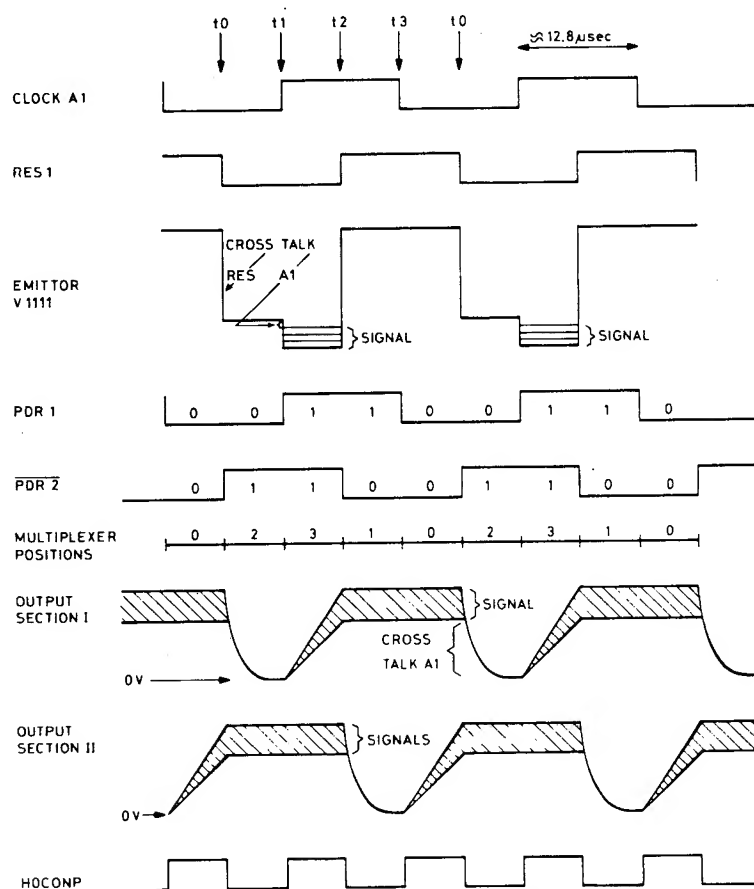 t0 t1 t2 t3 t0
≈12.8µsec
CLOCK A1
RES 1
CROSS TALK
RES A1
EMITTOR
V1111
SIGNAL
SIGNAL
PDR 1
0 0 1 1 0 0 1 1 0
PDR 2
0 1 1 0 0 1 1 0 0
MULTIPLEXER
POSITIONS
0 2 3 1 0 2 3 1 0
OUTPUT
SECTION I
SIGNAL
CROSS
TALK A1
0V
OUTPUT
SECTION II
SIGNALS
0V
HOCONP